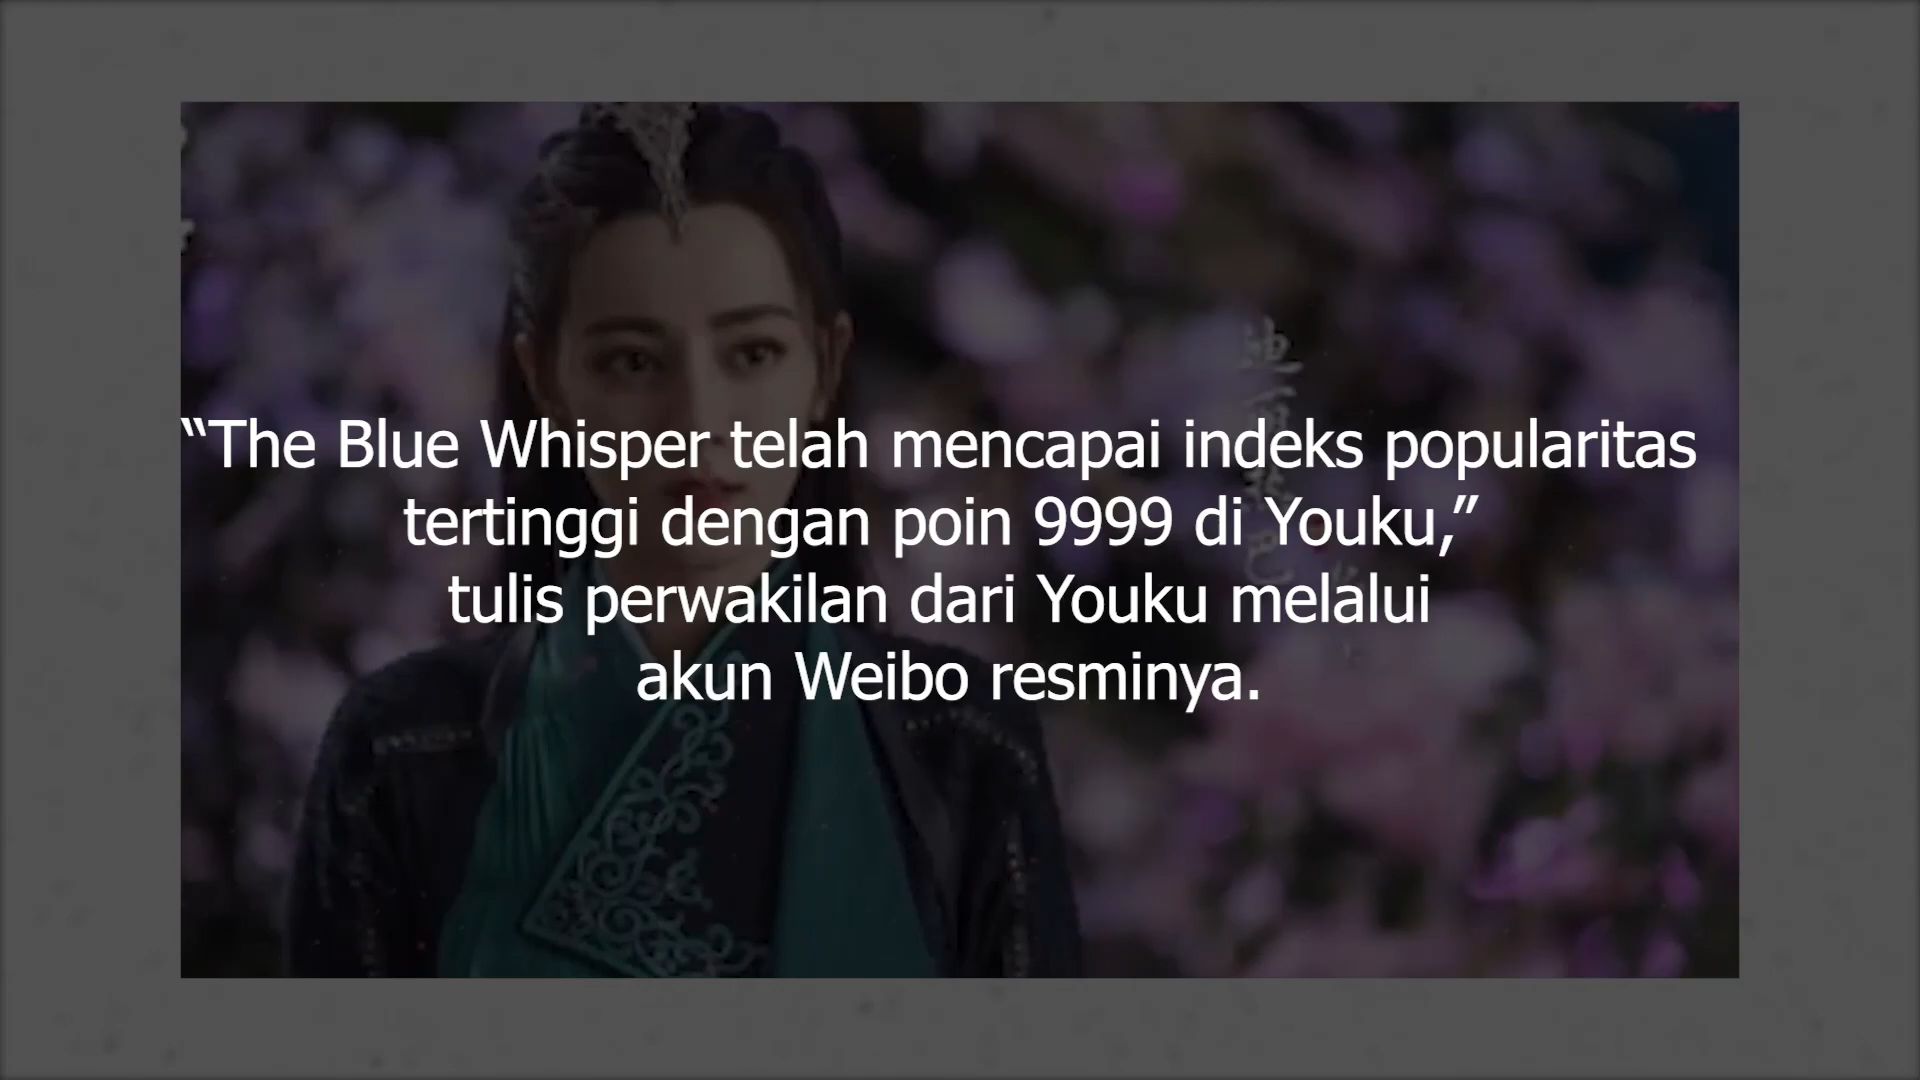 “The Blue Whisper telah mencapai indeks popularitas
tertinggi dengan poin 9999 di Youku,”
tulis perwakilan dari Youku melalui
akun Weibo resminya.